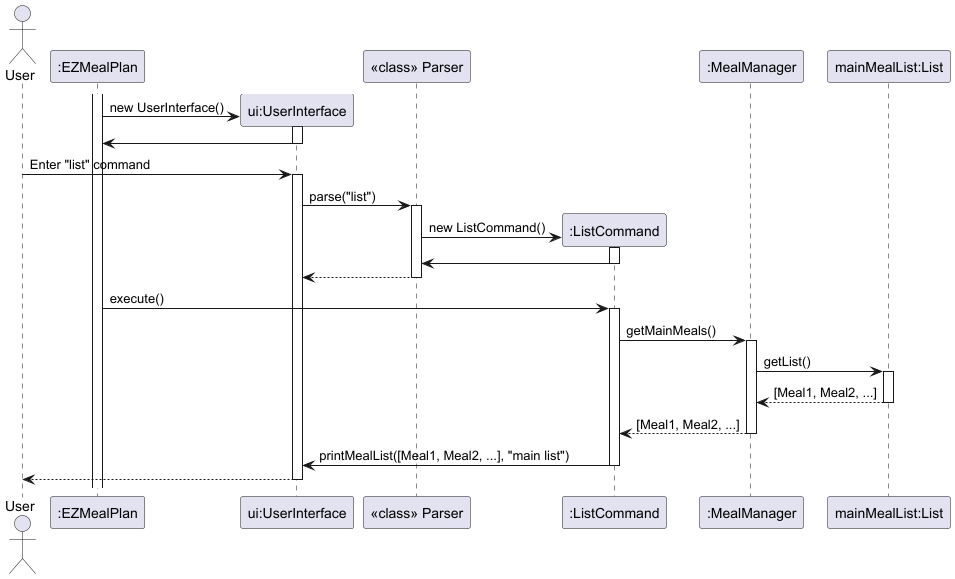 User
:EZMealPlan
«class» Parser
:MealManager
mainMealList:List
new UserInterface()
ui:UserInterface
Enter "list" command
parse("list")
new ListCommand()
:ListCommand
execute()
getMainMeals()
getList()
[Meal1, Meal2, ...]
[Meal1, Meal2, ...]
printMealList([Meal1, Meal2, ...], "main list")
User
:EZMealPlan
ui:UserInterface
«class» Parser
:ListCommand
:MealManager
mainMealList:List